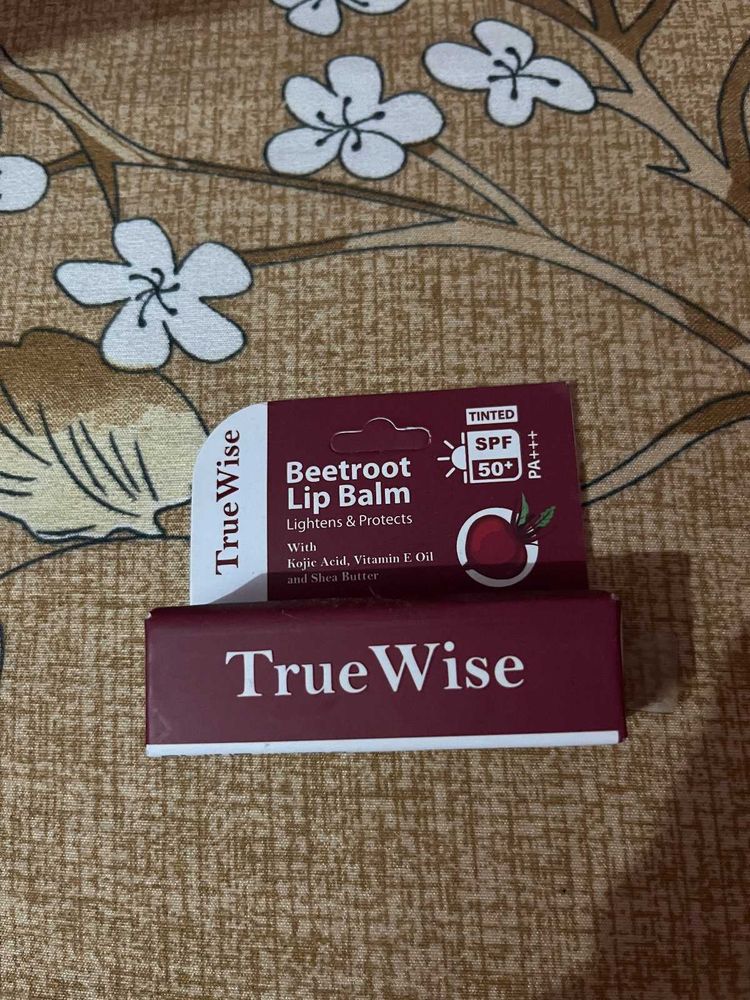 TrueWise
Beetroot
Lip Balm
Lightens & Protects
With
Kojic Acid, Vitamin E Oil
and Shea Butter
TINTED
SPF
50+
PA+++
TrueWise